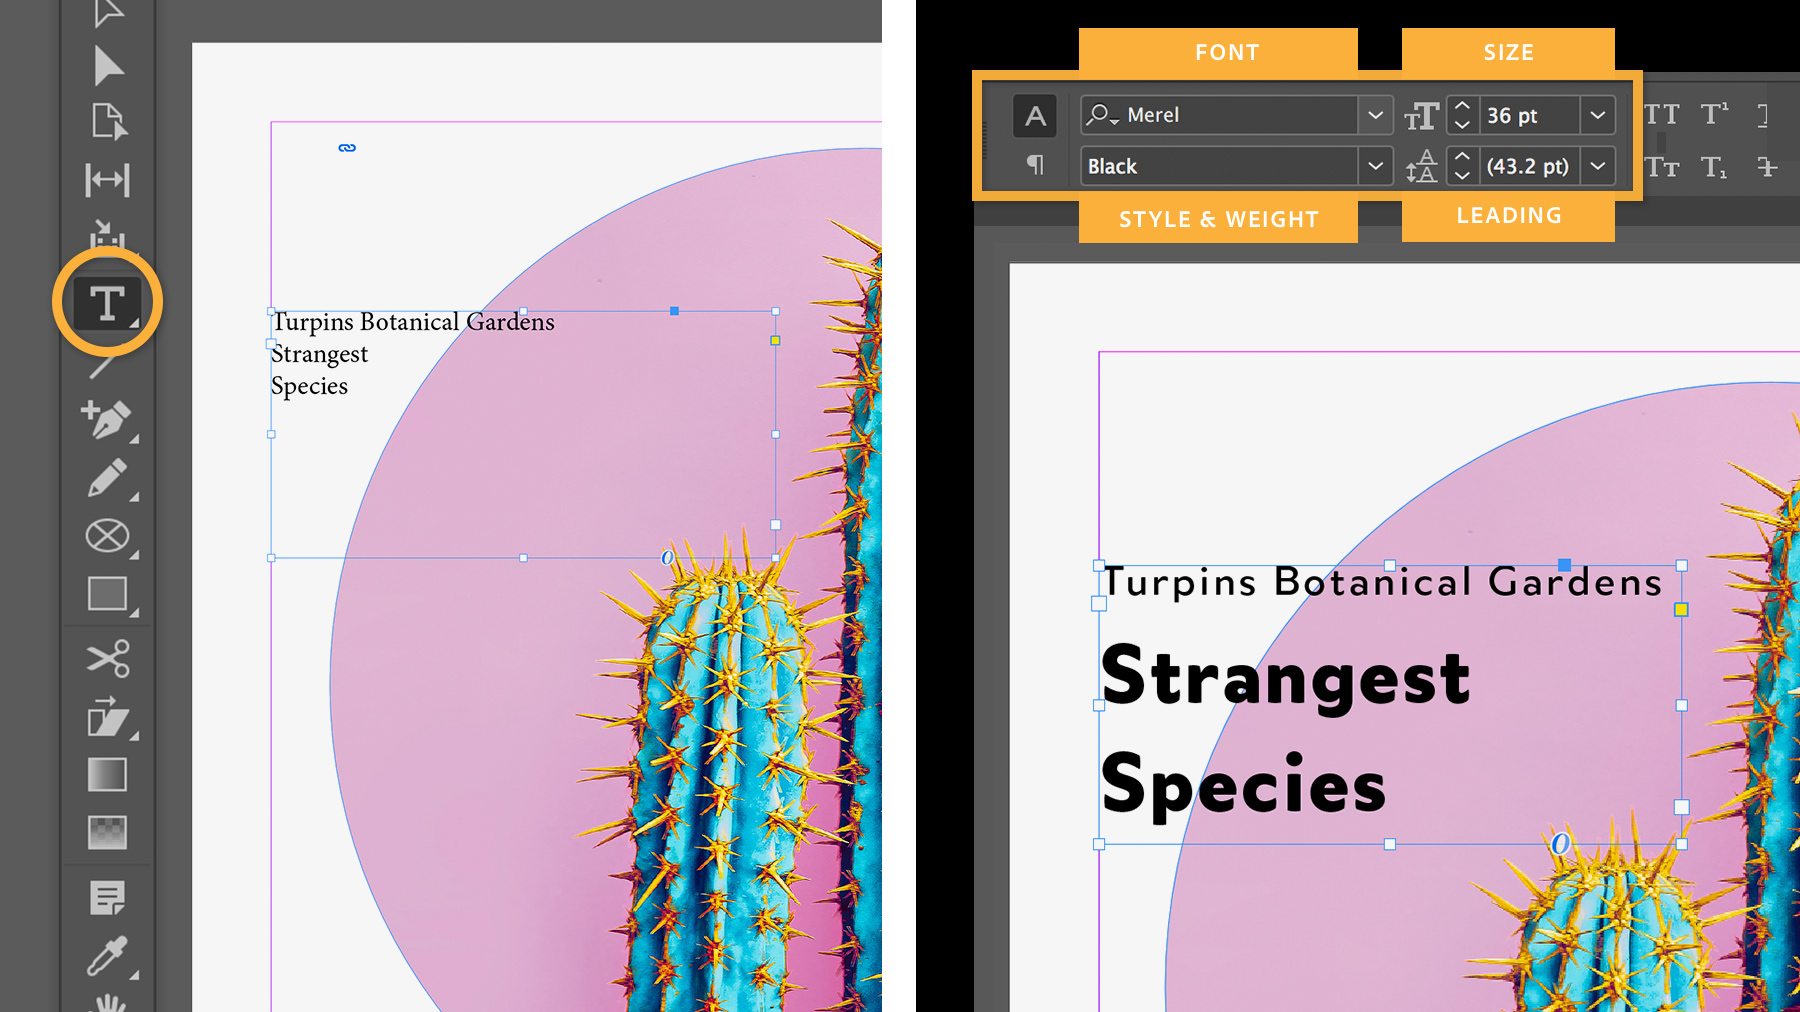 Turpins Botanical Gardens
Strangest
Species
FONT
SIZE
A
Merel
36 pt
¶
Black
(43.2 pt)
STYLE & WEIGHT
LEADING
Turpins Botanical Gardens
Strangest
Species